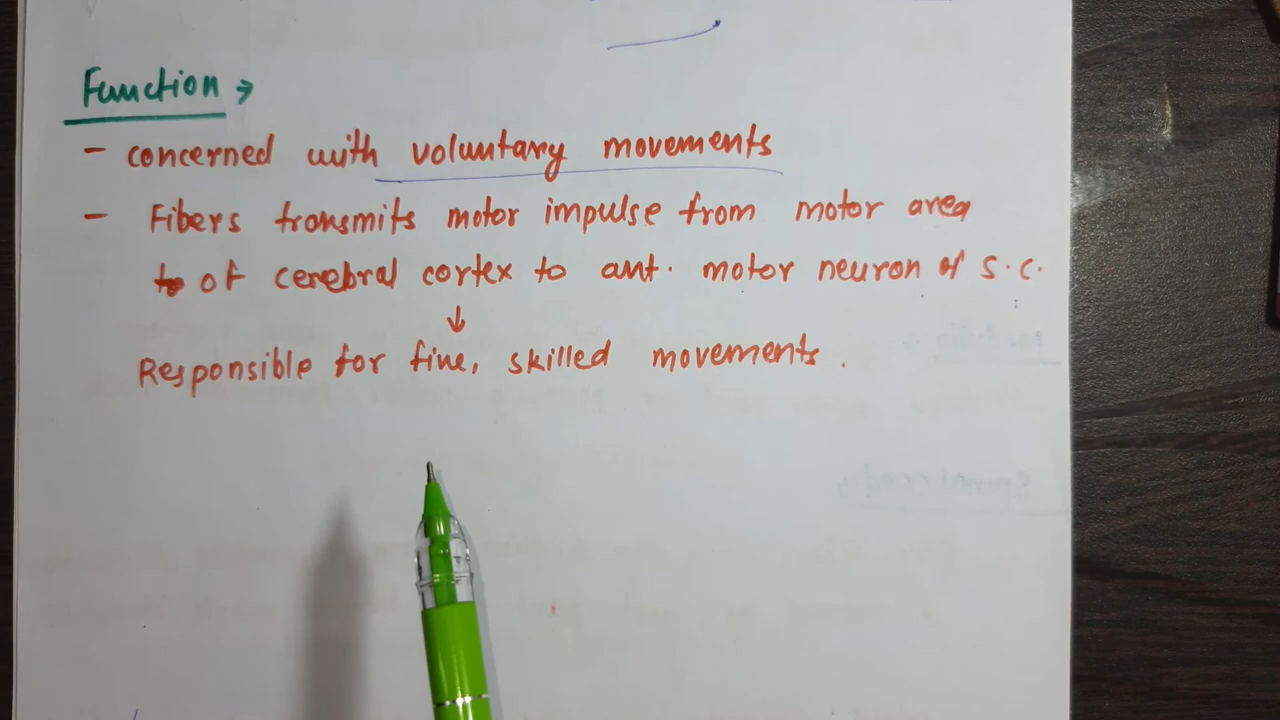 Function →
- concerned with voluntary movements
- Fibers transmits motor impulse from motor area
of cerebral cortex to ant. motor neuron of S.C.
↓
Responsible for fine, skilled movements.